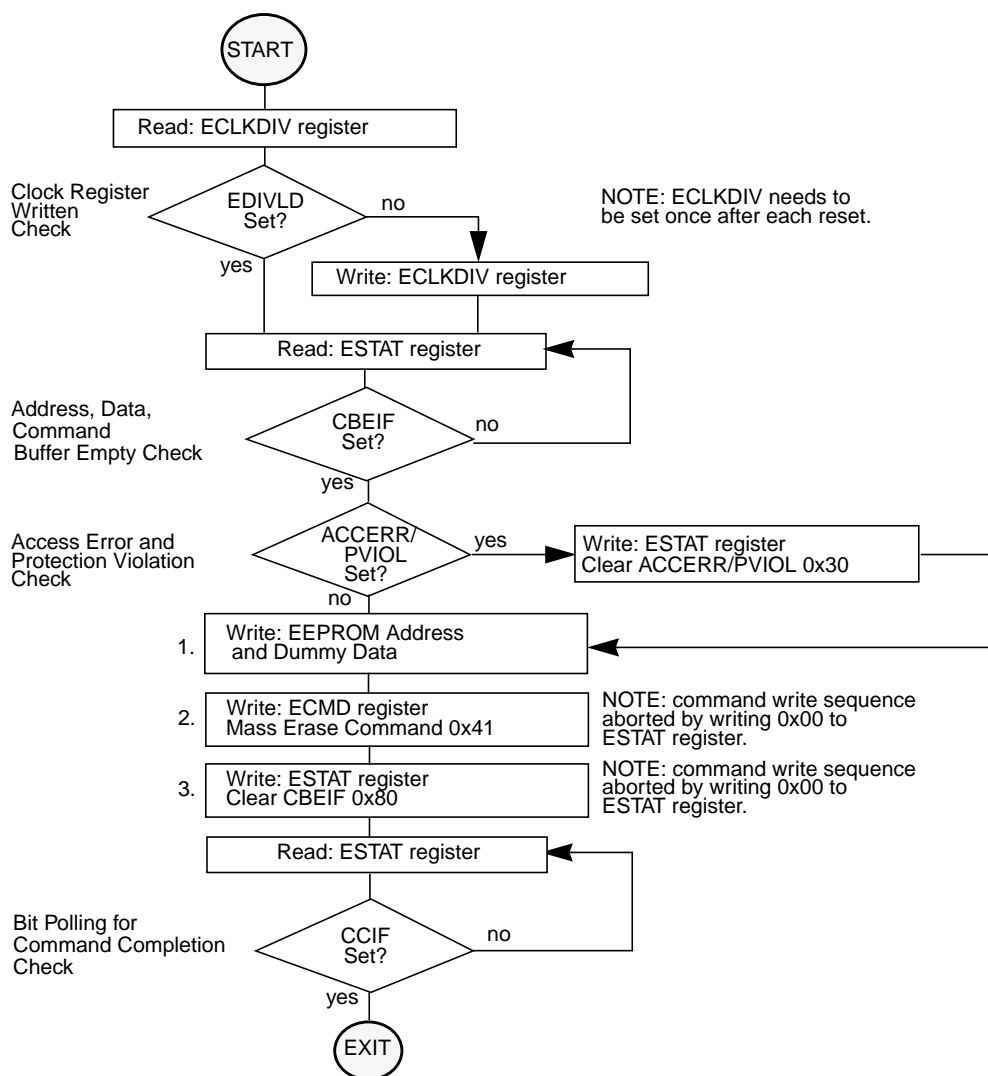 START
Read: ECLKDIV register
Clock Register
Written
Check
EDIVLD
Set?
no
yes
NOTE: ECLKDIV needs to
be set once after each reset.
Write: ECLKDIV register
Read: ESTAT register
Address, Data,
Command
Buffer Empty Check
CBEIF
Set?
no
yes
Access Error and
Protection Violation
Check
ACCERR/
PVIOL
Set?
yes
no
Write: ESTAT register
Clear ACCERR/PVIOL 0x30
1.
Write: EEPROM Address
and Dummy Data
2.
Write: ECMD register
Mass Erase Command 0x41
NOTE: command write sequence
aborted by writing 0x00 to
ESTAT register.
3.
Write: ESTAT register
Clear CBEIF 0x80
NOTE: command write sequence
aborted by writing 0x00 to
ESTAT register.
Read: ESTAT register
Bit Polling for
Command Completion
Check
CCIF
Set?
no
yes
EXIT